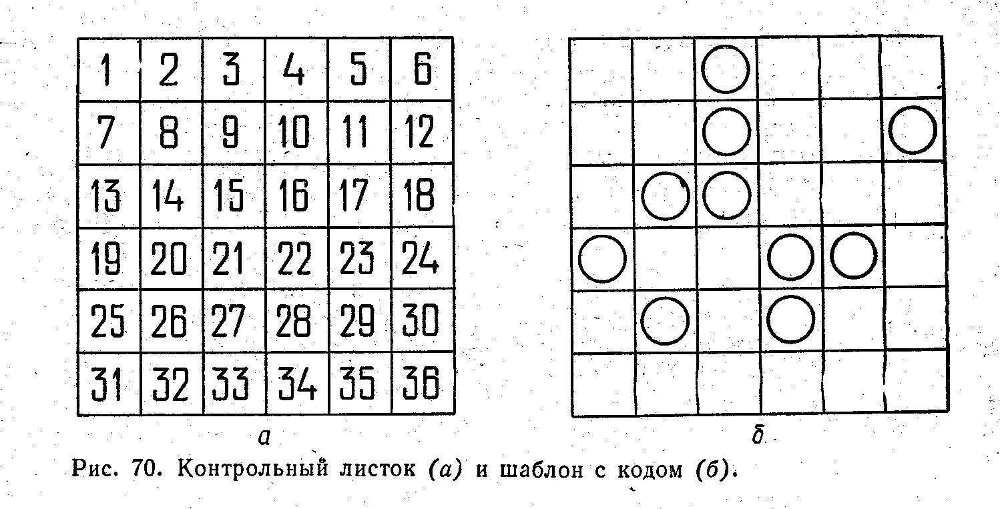 1 2 3 4 5 6
7 8 9 10 11 12
13 14 15 16 17 18
19 20 21 22 23 24
25 26 27 28 29 30
31 32 33 34 35 36
а б
Рис. 70. Контрольный листок (а) и шаблон с кодом (б).